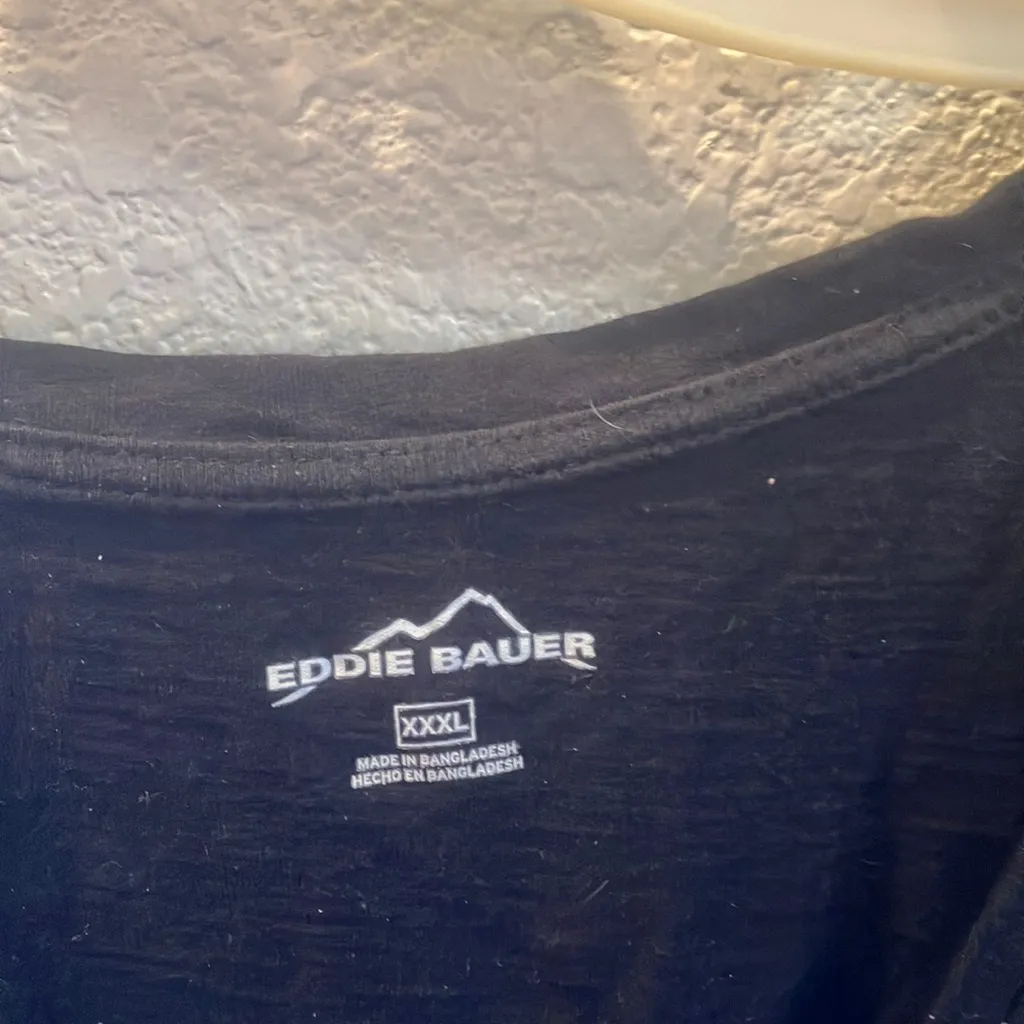 EDDIE BAUER
XXXL
MADE IN BANGLADESH
HECHO EN BANGLADESH